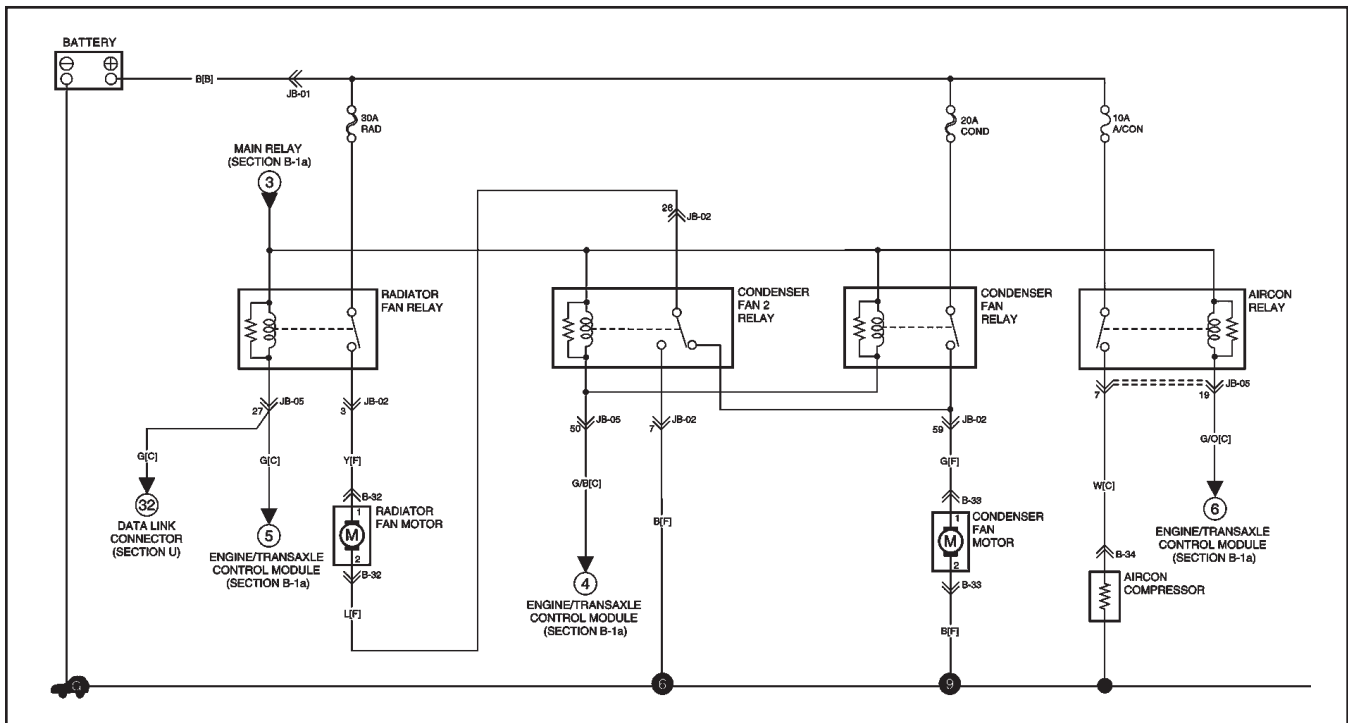 BATTERY
B[B]
JB-01
30A
RAD
20A
COND
10A
A/CON
MAIN RELAY
(SECTION B-1a)
3
26
JB-02
RADIATOR
FAN RELAY
CONDENSER
FAN 2
RELAY
CONDENSER
FAN
RELAY
AIRCON
RELAY
27
JB-05
3
JB-02
50
JB-05
7
JB-02
59
JB-02
7
19
JB-05
G[C]
G[C]
Y[F]
G/B[C]
B[F]
G[F]
W[C]
G/O[C]
32
DATA LINK
CONNECTOR
(SECTION U)
5
ENGINE/TRANSAXLE
CONTROL MODULE
(SECTION B-1a)
B-32
1
M
2
RADIATOR
FAN MOTOR
B-32
L[F]
4
ENGINE/TRANSAXLE
CONTROL MODULE
(SECTION B-1a)
B-33
1
M
2
CONDENSER
FAN
MOTOR
B-33
B[F]
6
ENGINE/TRANSAXLE
CONTROL MODULE
(SECTION B-1a)
B-34
AIRCON
COMPRESSOR
G
6
9